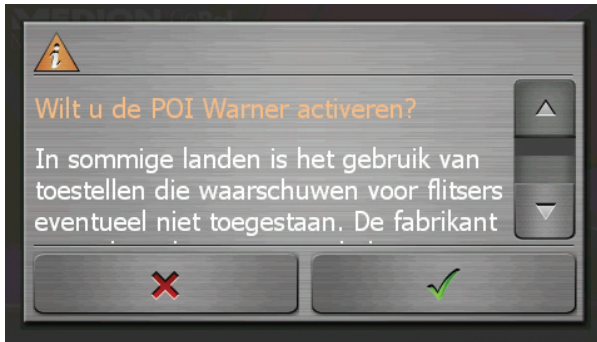 Wilt u de POI Warner activeren?
In sommige landen is het gebruik van
toestellen die waarschuwen voor flitsers
eventueel niet toegestaan. De fabrikant